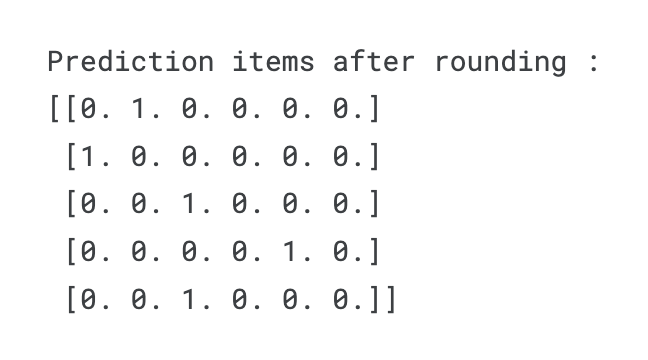 Prediction items after rounding :
[[0. 1. 0. 0. 0. 0.]
[1. 0. 0. 0. 0. 0.]
[0. 0. 1. 0. 0. 0.]
[0. 0. 0. 0. 1. 0.]
[0. 0. 1. 0. 0. 0.]]